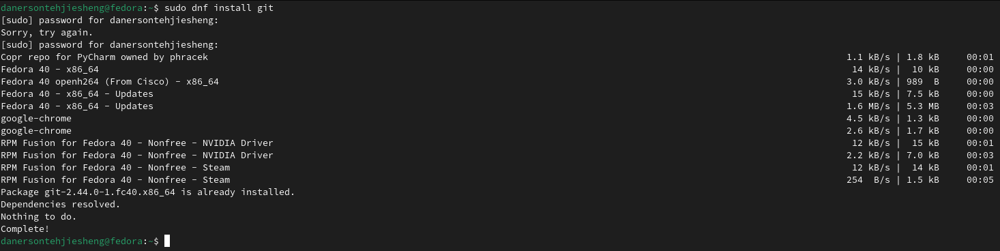 danersontehjiesheng@fedora:~$ sudo dnf install git
[sudo] password for danersontehjiesheng:
Sorry, try again.
[sudo] password for danersontehjiesheng:
Copr repo for PyCharm owned by phracek 1.1 kB/s | 1.8 kB 00:01
Fedora 40 - x86_64 14 kB/s | 10 kB 00:00
Fedora 40 openh264 (From Cisco) - x86_64 3.0 kB/s | 989 B 00:00
Fedora 40 - x86_64 - Updates 15 kB/s | 7.5 kB 00:00
Fedora 40 - x86_64 - Updates 1.6 MB/s | 5.3 MB 00:03
google-chrome 4.5 kB/s | 1.3 kB 00:00
google-chrome 2.6 kB/s | 1.7 kB 00:00
RPM Fusion for Fedora 40 - Nonfree - NVIDIA Driver 12 kB/s | 15 kB 00:01
RPM Fusion for Fedora 40 - Nonfree - NVIDIA Driver 2.2 kB/s | 7.0 kB 00:03
RPM Fusion for Fedora 40 - Nonfree - Steam 12 kB/s | 14 kB 00:01
RPM Fusion for Fedora 40 - Nonfree - Steam 254 B/s | 1.5 kB 00:05
Package git-2.44.0-1.fc40.x86_64 is already installed.
Dependencies resolved.
Nothing to do.
Complete!
danersontehjiesheng@fedora:~$